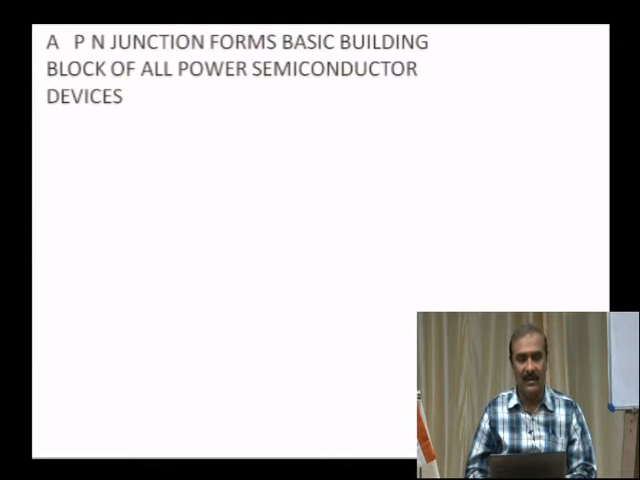 A P N JUNCTION FORMS BASIC BUILDING
BLOCK OF ALL POWER SEMICONDUCTOR
DEVICES